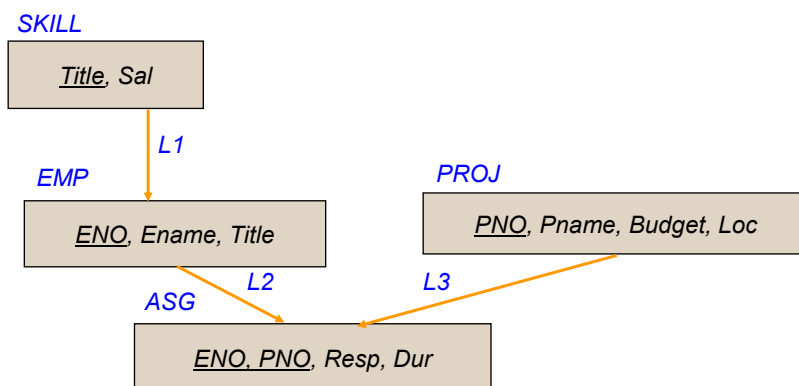 SKILL
Title, Sal
L1
EMP
PROJ
ENO, Ename, Title
PNO, Pname, Budget, Loc
L2
L3
ASG
ENO, PNO, Resp, Dur